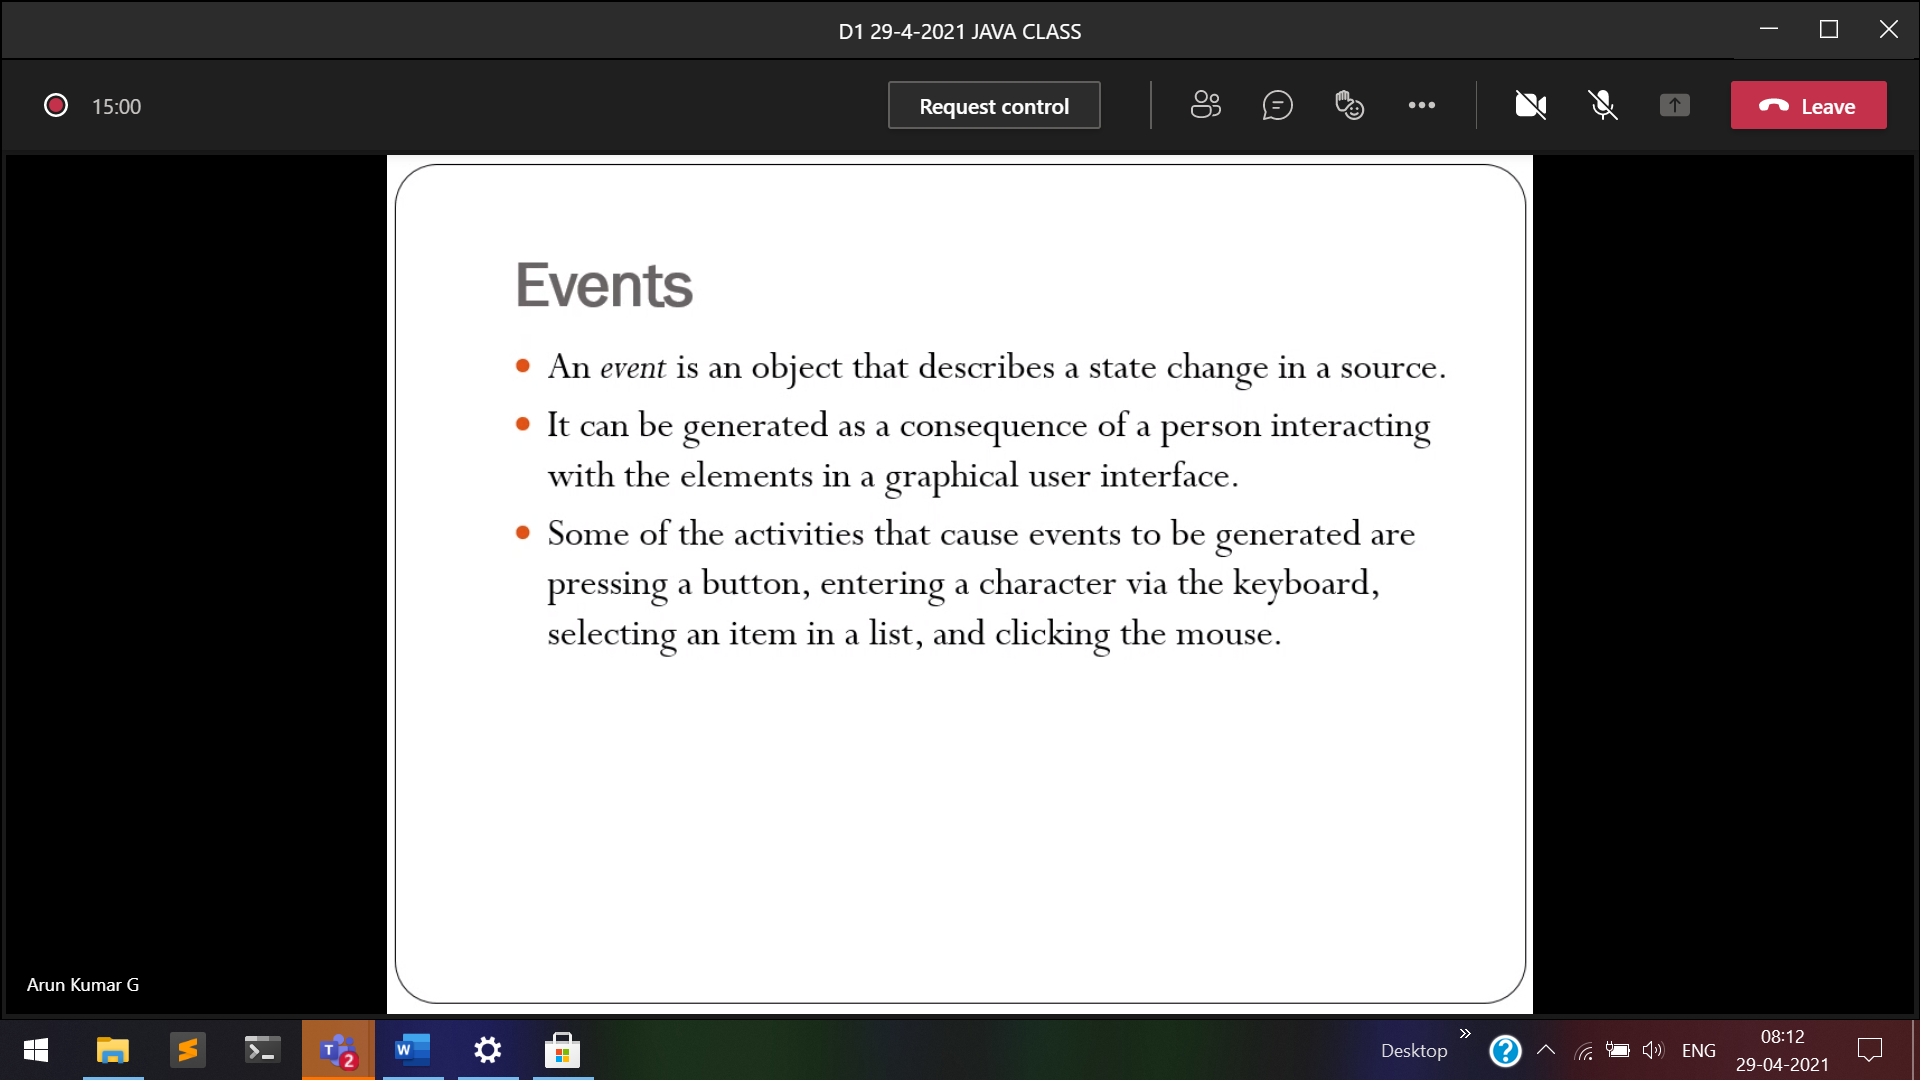 D1 29-4-2021 JAVA CLASS
15:00
Request control
Leave
Events
An event is an object that describes a state change in a source.
It can be generated as a consequence of a person interacting
with the elements in a graphical user interface.
Some of the activities that cause events to be generated are
pressing a button, entering a character via the keyboard,
selecting an item in a list, and clicking the mouse.
Arun Kumar G
T
2
W
Desktop
?
ENG
08:12
29-04-2021